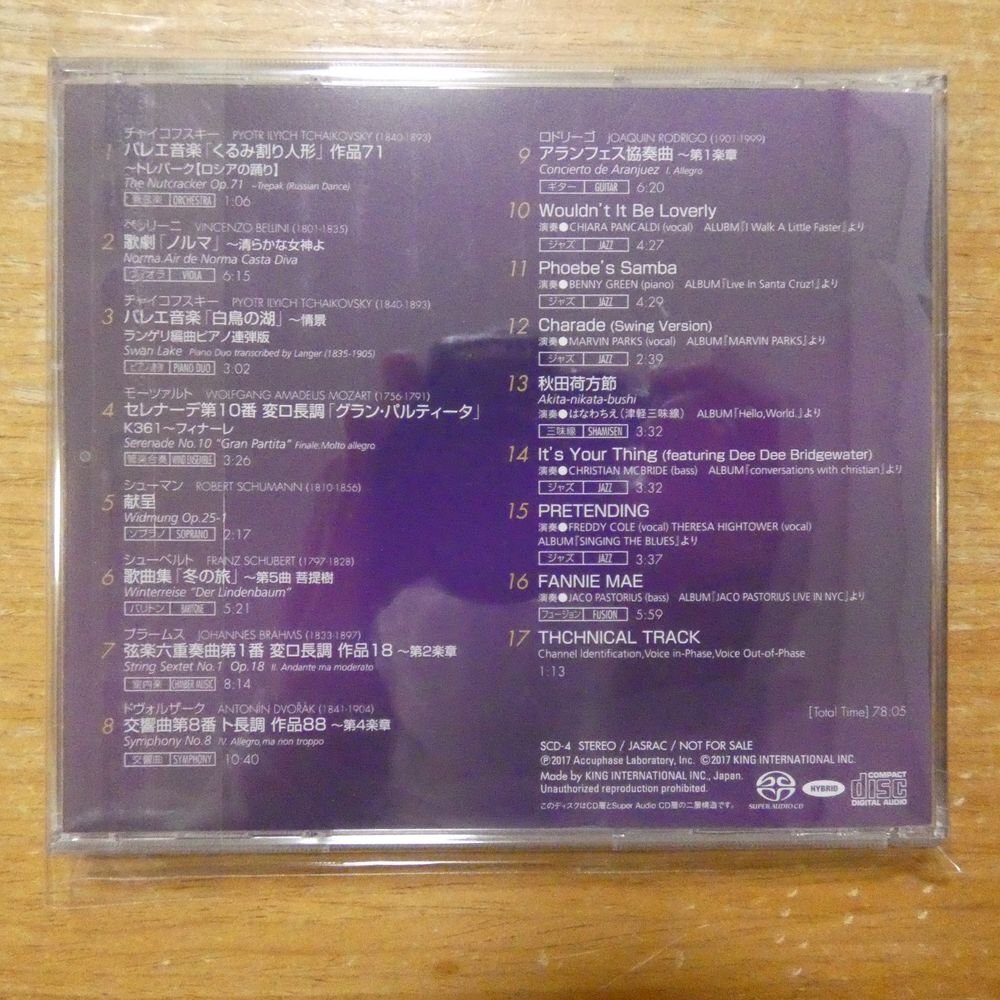 チャイコフスキー PYOTR ILYICH TCHAIKOVSKY (1840-1893)
1 バレエ音楽「くるみ割り人形」作品71
～トレパーク【ロシアの踊り】
The Nutcracker Op.71 ~Trepak (Russian Dance)
管弦楽 ORCHESTRA 1:06
ベッリーニ VINCENZO BELLINI (1801-1835)
2 歌劇「ノルマ」～清らかな女神よ
Norma.Air de Norma Casta Diva
ヴィオラ VIOLA 6:15
チャイコフスキー PYOTR ILYICH TCHAIKOVSKY (1840-1893)
3 バレエ音楽「白鳥の湖」～情景
ランゲリ編曲ピアノ連弾版
Swan Lake Piano Duo transcribed by Langer (1835-1905)
ピアノ連弾 PIANO DUO 3:02
モーツァルト WOLFGANG AMADEUS MOZART (1756-1791)
4 セレナーデ第10番 変ロ長調「グラン・パルティータ」
K361～フィナーレ
Serenade No.10 "Gran Partita" Finale:Molto allegro
管楽合奏 WIND ENSEMBLE 3:26
シューマン ROBERT SCHUMANN (1810-1856)
5 献呈
Widmung Op.25-1
ソプラノ SOPRANO 2:17
シューベルト FRANZ SCHUBERT (1797-1828)
6 歌曲集「冬の旅」～第5曲 菩提樹
Winterreise "Der Lindenbaum"
バリトン BARITONE 5:21
ブラームス JOHANNES BRAHMS (1833-1897)
7 弦楽六重奏曲第1番 変ロ長調 作品18 ～第2楽章
String Sextet No.1 Op.18 II. Andante ma moderato
室内楽 CHAMBER MUSIC 8:14
ドヴォルザーク ANTONÍN DVOŘÁK (1841-1904)
8 交響曲第8番 ト長調 作品88 ～第4楽章
Symphony No.8 IV. Allegro,ma non troppo
交響曲 SYMPHONY 10:40
ロドリーゴ JOAQUIN RODRIGO (1901-1999)
9 アランフェス協奏曲 ～第1楽章
Concierto de Aranjuez I. Allegro
ギター GUITAR 6:20
10 Wouldn't It Be Loverly
演奏●CHIARA PANCALDI (vocal) ALUBM『I Walk A Little Faster』より
ジャズ JAZZ 4:27
11 Phoebe's Samba
演奏●BENNY GREEN (piano) ALBUM『Live In Santa Cruz!』より
ジャズ JAZZ 4:29
12 Charade (Swing Version)
演奏●MARVIN PARKS (vocal) ALBUM『MARVIN PARKS』より
ジャズ JAZZ 2:39
13 秋田荷方節
Akita-nikata-bushi
演奏●はなわちえ（津軽三味線） ALBUM『Hello,World.』より
三味線 SHAMISEN 3:32
14 It's Your Thing (featuring Dee Dee Bridgewater)
演奏●CHRISTIAN MCBRIDE (bass) ALBUM『conversations with christian』より
ジャズ JAZZ 3:32
15 PRETENDING
演奏●FREDDY COLE (vocal) THERESA HIGHTOWER (vocal)
ALBUM『SINGING THE BLUES』より
ジャズ JAZZ 3:37
16 FANNIE MAE
演奏●JACO PASTORIUS (bass) ALBUM『JACO PASTORIUS LIVE IN NYC』より
フュージョン FUSION 5:59
17 THCHNICAL TRACK
Channel Identification,Voice in-Phase,Voice Out-of-Phase
1:13
[Total Time] 78:05
SCD-4 STEREO / JASRAC / NOT FOR SALE
Ⓟ2017 Accuphase Laboratory, Inc. Ⓒ2017 KING INTERNATIONAL INC.
Made by KING INTERNATIONAL INC., Japan.
Unauthorized reproduction prohibited.
このディスクはCD層とSuper Audio CD層の二層構造です。
SUPER AUDIO CD
HYBRID
COMPACT
disc
DIGITAL AUDIO